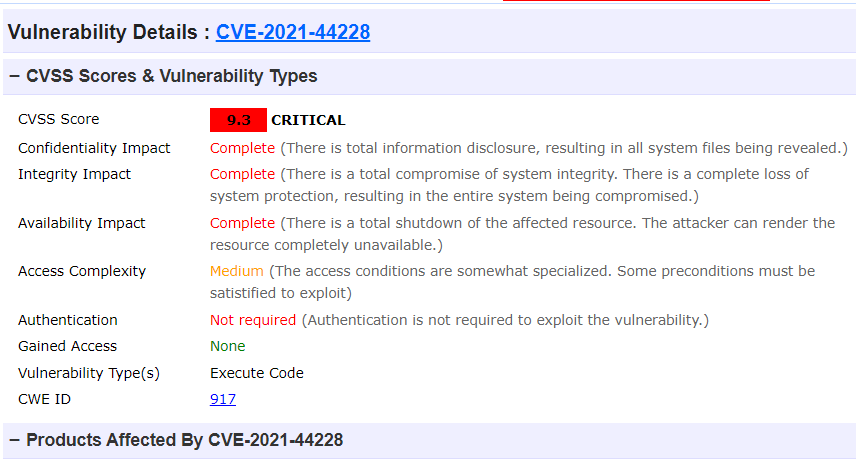 Vulnerability Details : CVE-2021-44228
− CVSS Scores & Vulnerability Types
CVSS Score 9.3 CRITICAL
Confidentiality Impact Complete (There is total information disclosure, resulting in all system files being revealed.)
Integrity Impact Complete (There is a total compromise of system integrity. There is a complete loss of
system protection, resulting in the entire system being compromised.)
Availability Impact Complete (There is a total shutdown of the affected resource. The attacker can render the
resource completely unavailable.)
Access Complexity Medium (The access conditions are somewhat specialized. Some preconditions must be
satistified to exploit)
Authentication Not required (Authentication is not required to exploit the vulnerability.)
Gained Access None
Vulnerability Type(s) Execute Code
CWE ID 917
− Products Affected By CVE-2021-44228